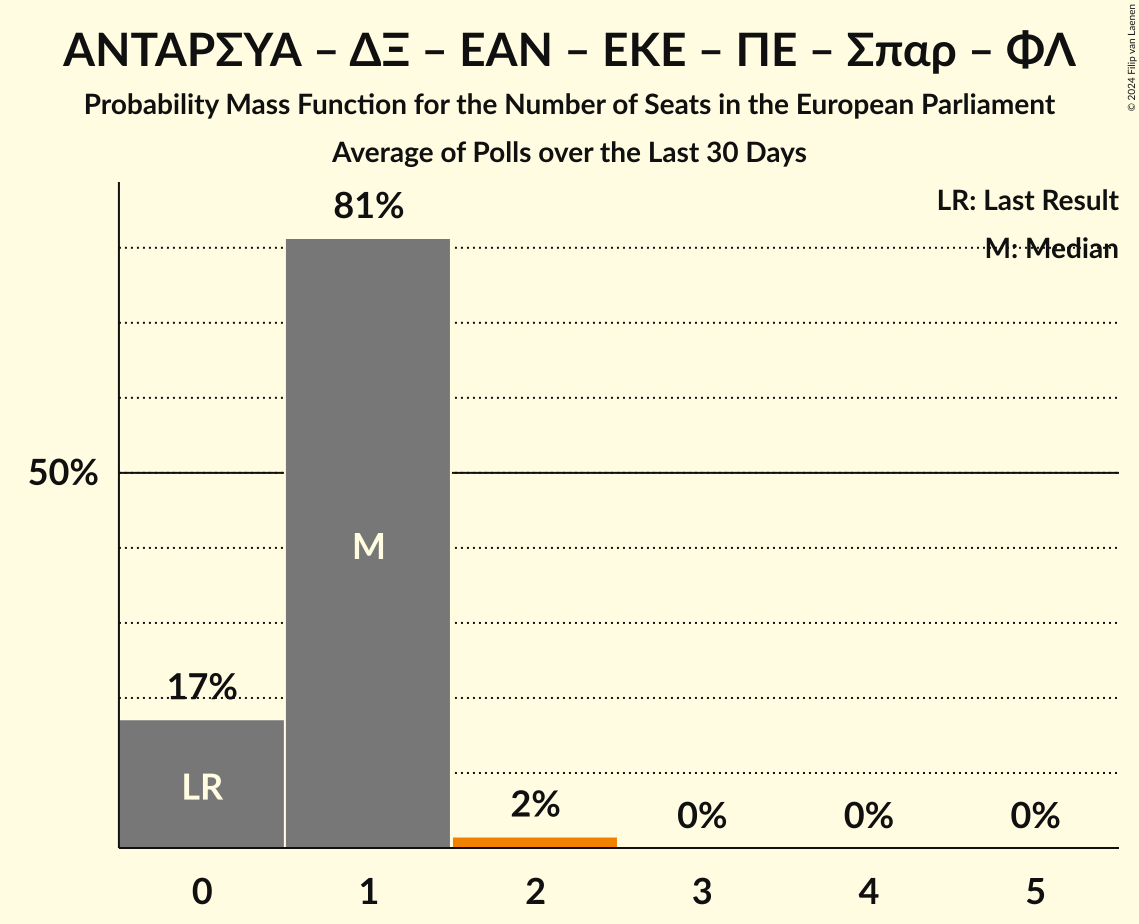 ΑΝΤΑΡΣΥΑ – ΔΞ – ΕΑΝ – ΕΚΕ – ΠΕ – Σπαρ – ΦΛ
Probability Mass Function for the Number of Seats in the European Parliament
Average of Polls over the Last 30 Days
© 2024 Filip van Laenen
LR: Last Result
M: Median
81%
50%
M
17%
LR
2%
0%
0%
0%
0
1
2
3
4
5